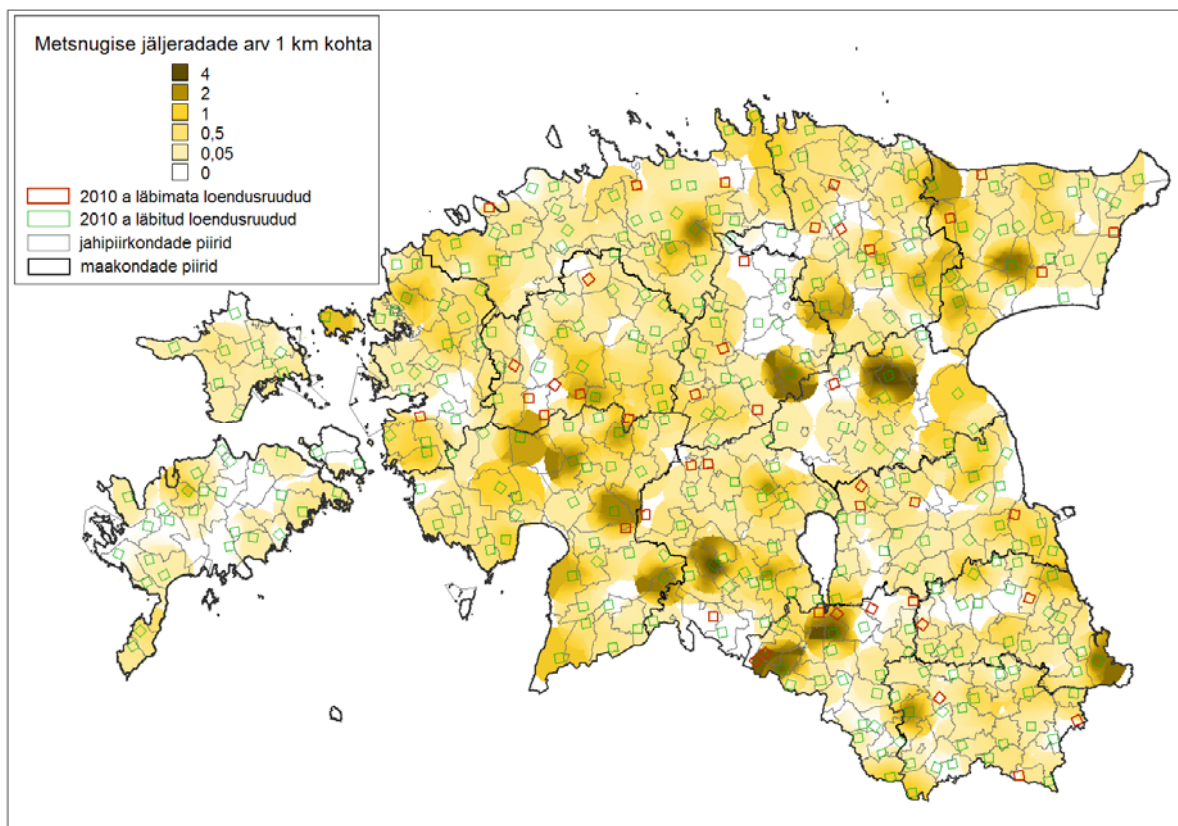 Metsnugise jäljeradade arv 1 km kohta
4
2
1
0,5
0,05
0
2010 a läbimata loendusruudud
2010 a läbitud loendusruudud
jahipiirkondade piirid
maakondade piirid